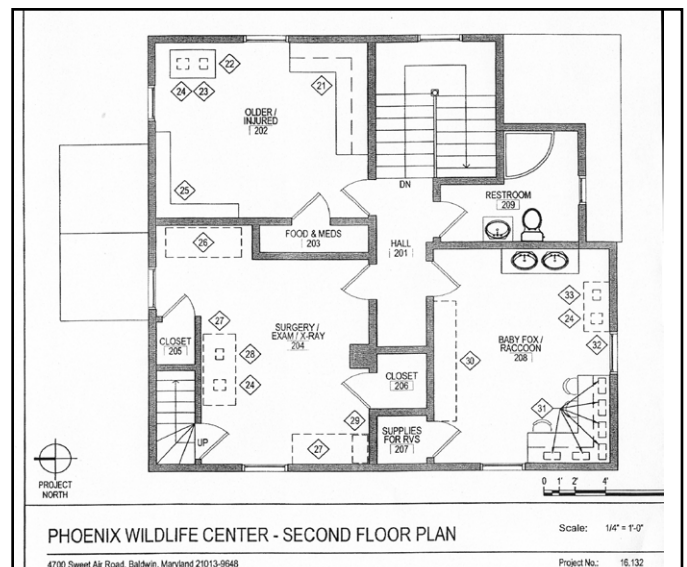 22
24 23
21
OLDER /
INJURED
202
25
DN
RESTROOM
209
FOOD & MEDS
203
HALL
201
26
27
SURGERY /
EXAM / X-RAY
204
CLOSET
205
28
24
33
24
BABY FOX /
RACCOON
208
32
30
CLOSET
206
31
29
UP
27
SUPPLIES
FOR RVS
207
PROJECT
NORTH
0 1' 2' 4'
PHOENIX WILDLIFE CENTER - SECOND FLOOR PLAN
Scale: 1/4" = 1'-0"
4700 Sweet Air Road, Baldwin, Maryland 21013-9648
Project No.: 16.132